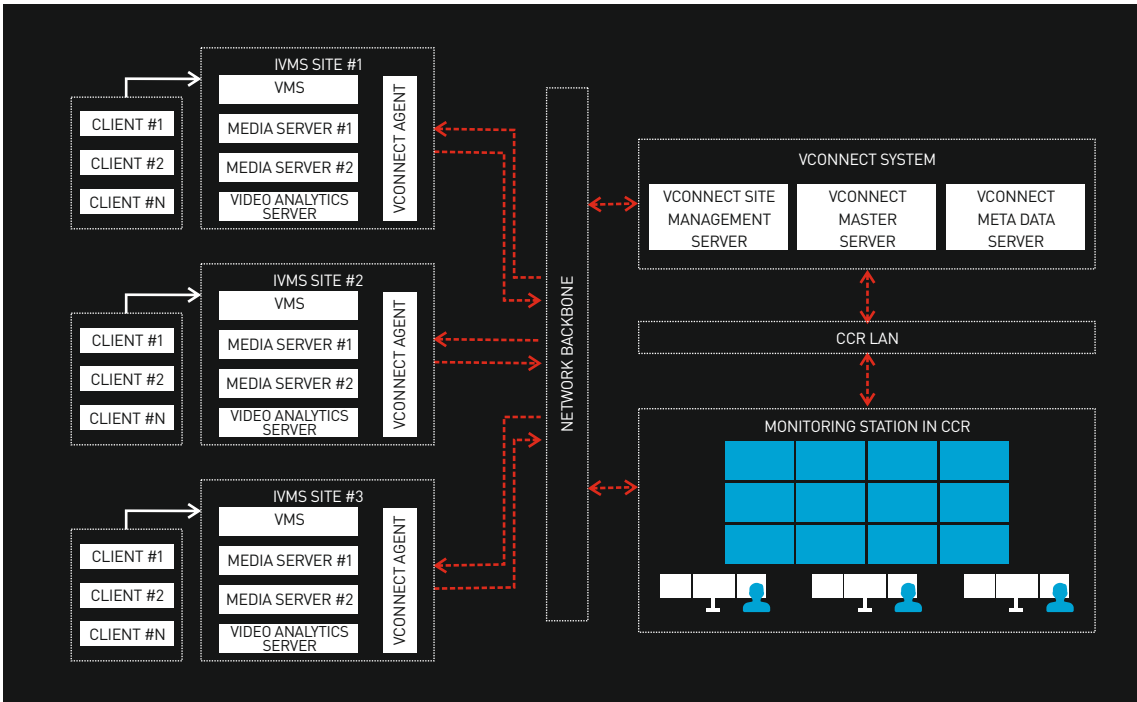 IVMS SITE #1
VMS
CLIENT #1
CLIENT #2
CLIENT #N
MEDIA SERVER #1
MEDIA SERVER #2
VIDEO ANALYTICS
SERVER
VCONNECT AGENT
IVMS SITE #2
VMS
CLIENT #1
CLIENT #2
CLIENT #N
MEDIA SERVER #1
MEDIA SERVER #2
VIDEO ANALYTICS
SERVER
VCONNECT AGENT
IVMS SITE #3
VMS
CLIENT #1
CLIENT #2
CLIENT #N
MEDIA SERVER #1
MEDIA SERVER #2
VIDEO ANALYTICS
SERVER
VCONNECT AGENT
NETWORK BACKBONE
VCONNECT SYSTEM
VCONNECT SITE
MANAGEMENT
SERVER
VCONNECT
MASTER
SERVER
VCONNECT
META DATA
SERVER
CCR LAN
MONITORING STATION IN CCR